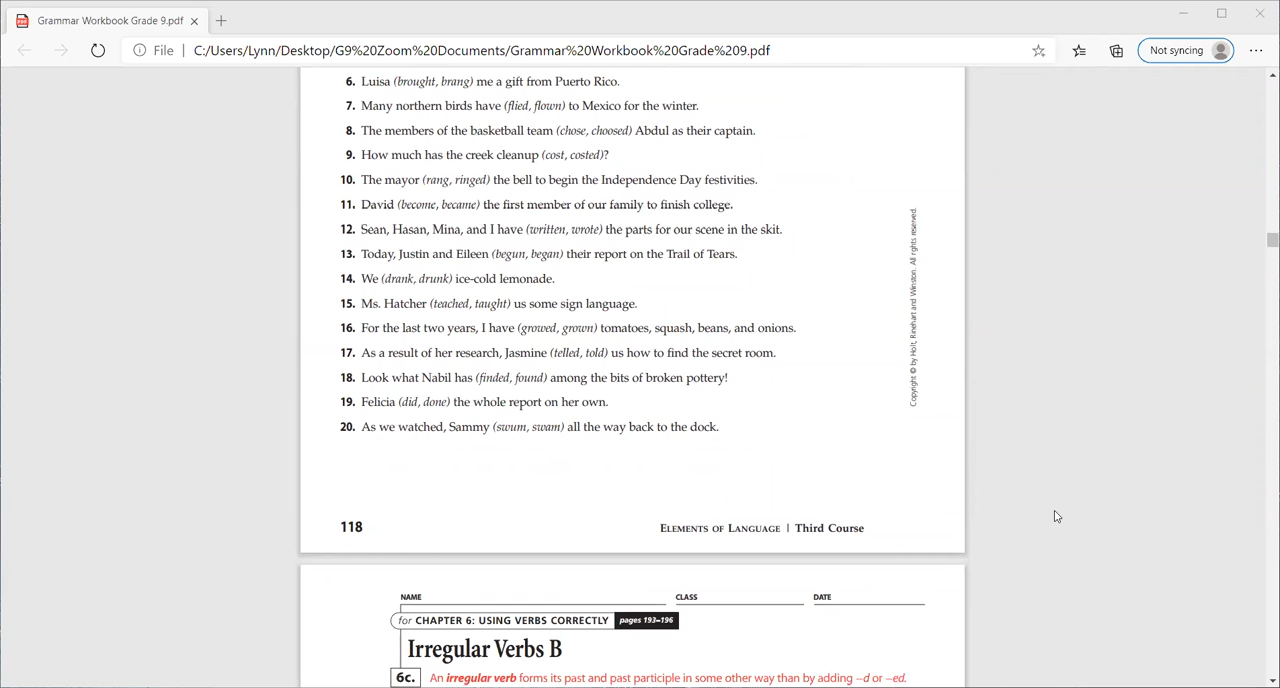 Grammar Workbook Grade 9.pdf
File
C:/Users/Lynn/Desktop/G9%20Zoom%20Documents/Grammar%20Workbook%20Grade%209.pdf
Not syncing
6. Luisa (brought, brang) me a gift from Puerto Rico.
7. Many northern birds have (flied, flown) to Mexico for the winter.
8. The members of the basketball team (chose, choosed) Abdul as their captain.
9. How much has the creek cleanup (cost, costed)?
10. The mayor (rang, ringed) the bell to begin the Independence Day festivities.
11. David (become, became) the first member of our family to finish college.
12. Sean, Hasan, Mina, and I have (written, wrote) the parts for our scene in the skit.
13. Today, Justin and Eileen (begun, began) their report on the Trail of Tears.
14. We (drank, drunk) ice-cold lemonade.
15. Ms. Hatcher (teached, taught) us some sign language.
16. For the last two years, I have (growed, grown) tomatoes, squash, beans, and onions.
17. As a result of her research, Jasmine (telled, told) us how to find the secret room.
18. Look what Nabil has (finded, found) among the bits of broken pottery!
19. Felicia (did, done) the whole report on her own.
20. As we watched, Sammy (swum, swam) all the way back to the dock.
Copyright © by Holt, Rinehart and Winston. All rights reserved.
118
ELEMENTS OF LANGUAGE | Third Course
NAME CLASS DATE
for CHAPTER 6: USING VERBS CORRECTLY pages 193–196
Irregular Verbs B
6c. An irregular verb forms its past and past participle in some other way than by adding –d or –ed.